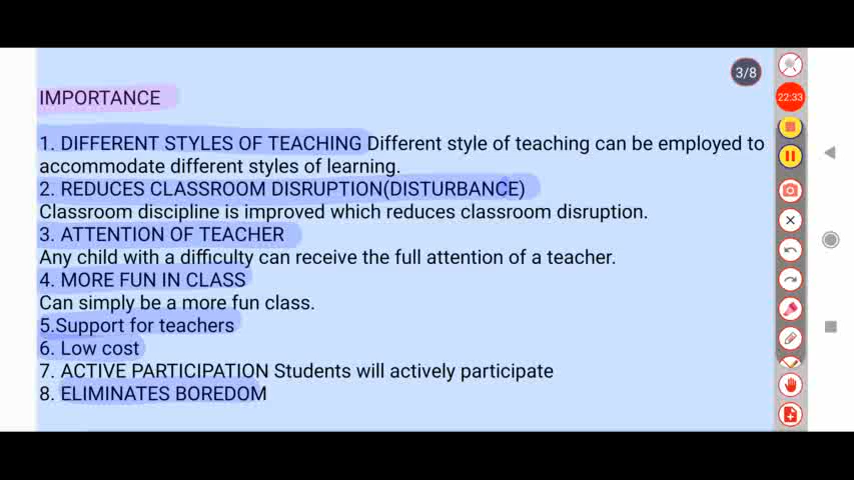 3/8
IMPORTANCE
22:33
1. DIFFERENT STYLES OF TEACHING Different style of teaching can be employed to
accommodate different styles of learning.
2. REDUCES CLASSROOM DISRUPTION(DISTURBANCE)
Classroom discipline is improved which reduces classroom disruption.
3. ATTENTION OF TEACHER
Any child with a difficulty can receive the full attention of a teacher.
4. MORE FUN IN CLASS
Can simply be a more fun class.
5.Support for teachers
6. Low cost
7. ACTIVE PARTICIPATION Students will actively participate
8. ELIMINATES BOREDOM